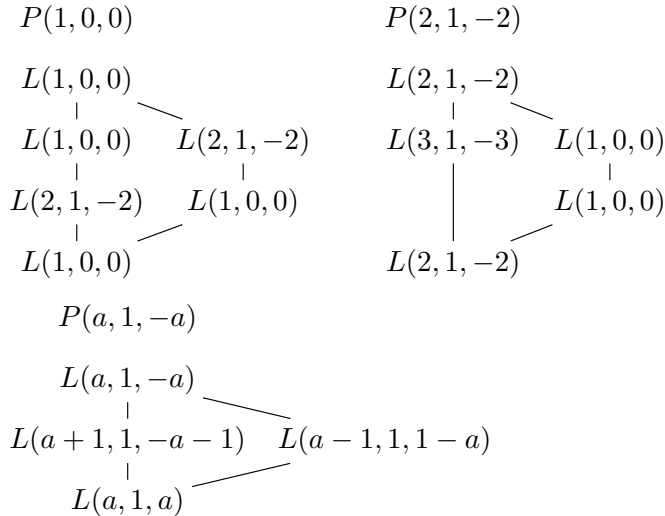 P(1, 0, 0) P(2, 1, −2)
L(1, 0, 0) L(2, 1, −2)
L(1, 0, 0) L(2, 1, −2) L(3, 1, −3) L(1, 0, 0)
L(2, 1, −2) L(1, 0, 0) L(1, 0, 0)
L(1, 0, 0) L(2, 1, −2)
P(a, 1, −a)
L(a, 1, −a)
L(a + 1, 1, −a − 1) L(a − 1, 1, 1 − a)
L(a, 1, a)